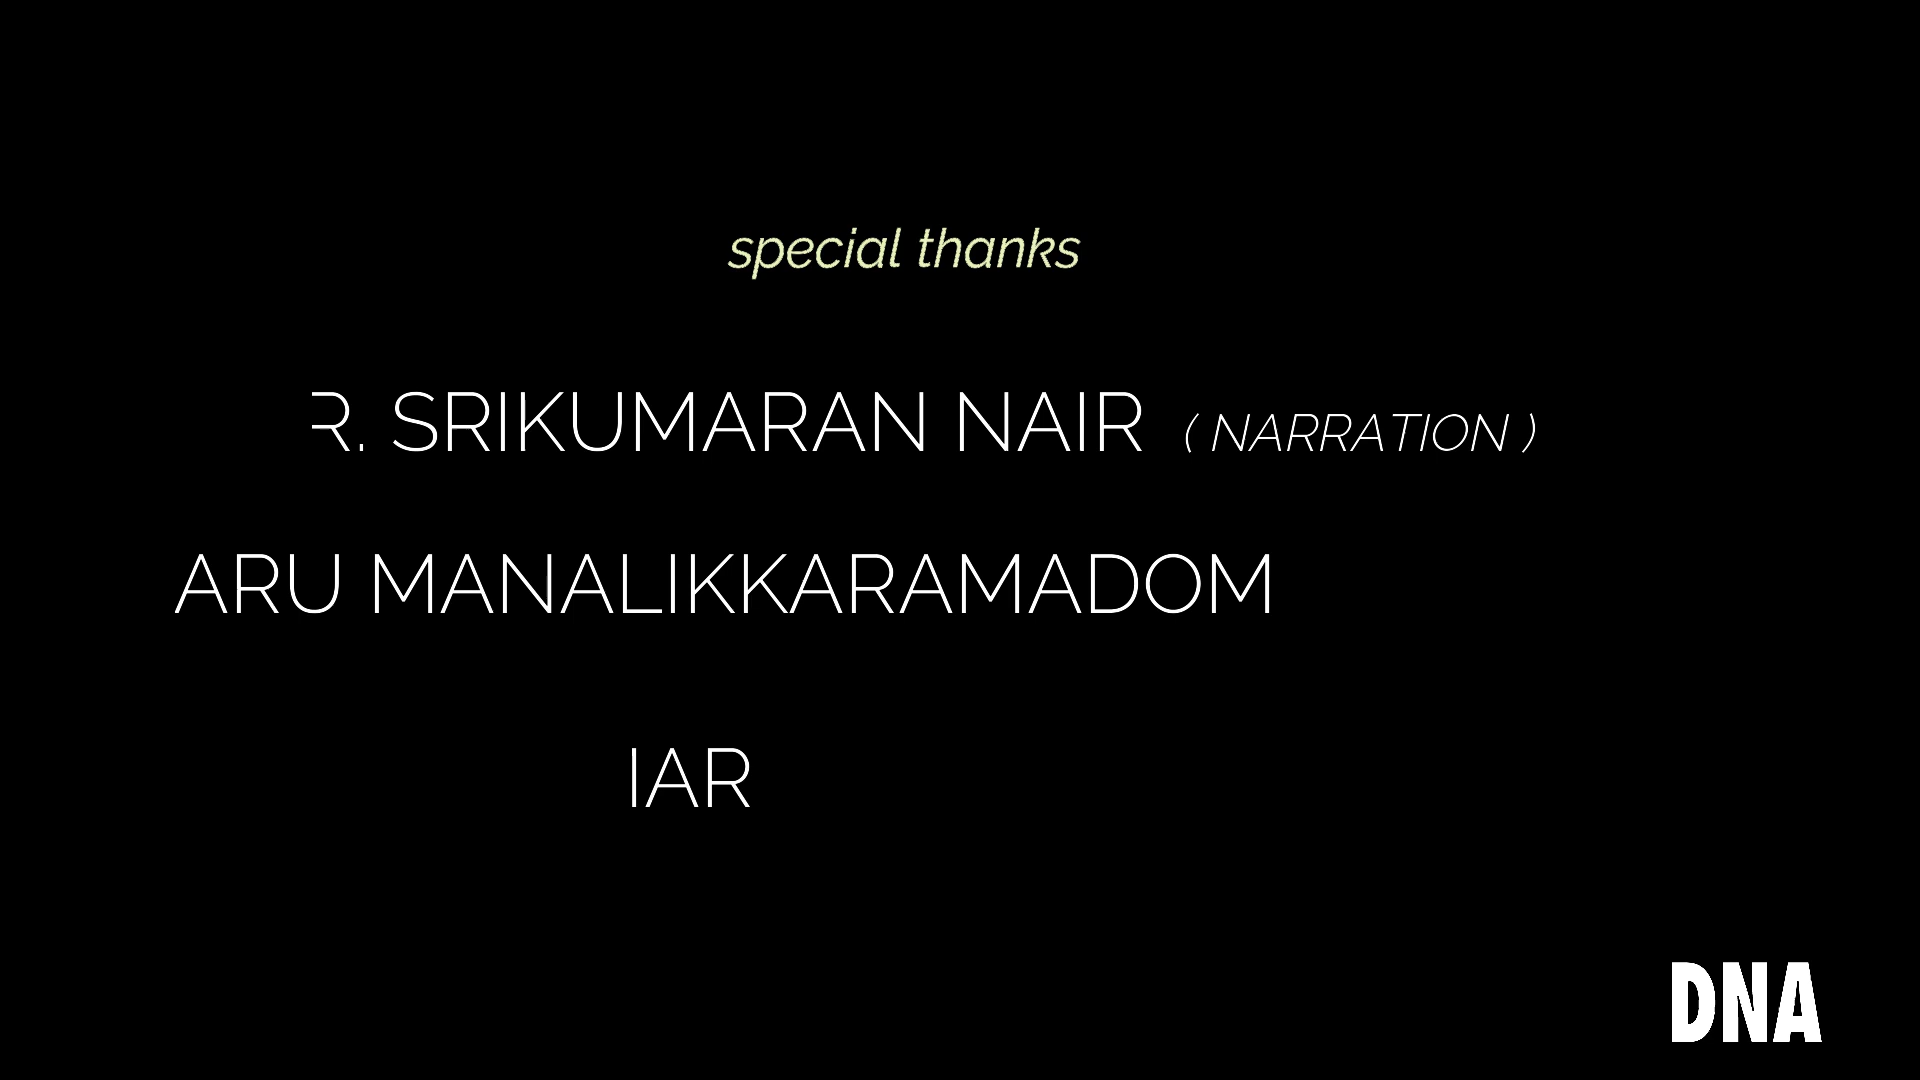 special thanks
R. SRIKUMARAN NAIR ( NARRATION )
ARU MANALIKKARAMADOM
IAR
DNA